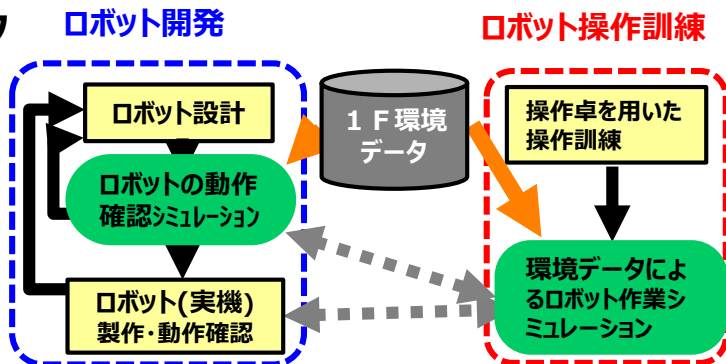 ロボット開発
ロボット操作訓練
ロボット設計
1F環境
データ
操作卓を用いた
操作訓練
ロボットの動作
確認シミュレーション
ロボット(実機)
製作・動作確認
環境データによ
るロボット作業シ
ミュレーション